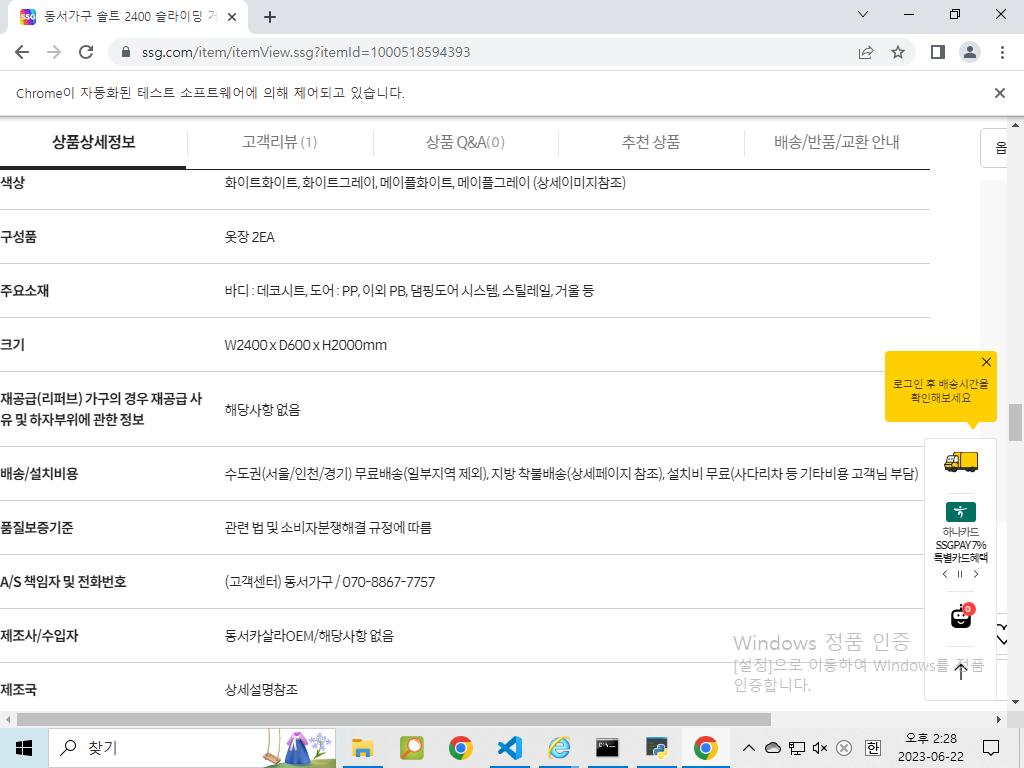 동서가구 솔트 2400 슬라이딩
ssg.com/item/itemView.ssg?itemId=1000518594393
Chrome이 자동화된 테스트 소프트웨어에 의해 제어되고 있습니다.
상품상세정보
고객리뷰 (1)
상품 Q&A(0)
추천 상품
배송/반품/교환 안내
색상
화이트화이트, 화이트그레이, 메이플화이트, 메이플그레이 (상세이미지참조)
구성품
옷장 2EA
주요소재
바디 : 데코시트, 도어 : PP, 이외 PB, 댐핑도어 시스템, 스틸레일, 거울 등
크기
W2400 x D600 x H2000mm
재공급(리퍼브) 가구의 경우 재공급 사
유 및 하자부위에 관한 정보
해당사항 없음
로그인 후 배송시간을
확인해보세요
배송/설치비용
수도권(서울/인천/경기) 무료배송(일부지역 제외), 지방 착불배송(상세페이지 참조), 설치비 무료(사다리차 등 기타비용 고객님 부담)
품질보증기준
관련 법 및 소비자분쟁해결 규정에 따름
하나카드
SSGPAY 7%
특별카드혜택
A/S 책임자 및 전화번호
(고객센터) 동서가구 / 070-8867-7757
0
제조사/수입자
동서카살라OEM/해당사항 없음
제조국
상세설명참조
Windows 정품 인증
[설정]으로 이동하여 Windows를 정품
인증합니다.
찾기
한
오후 2:28
2023-06-22